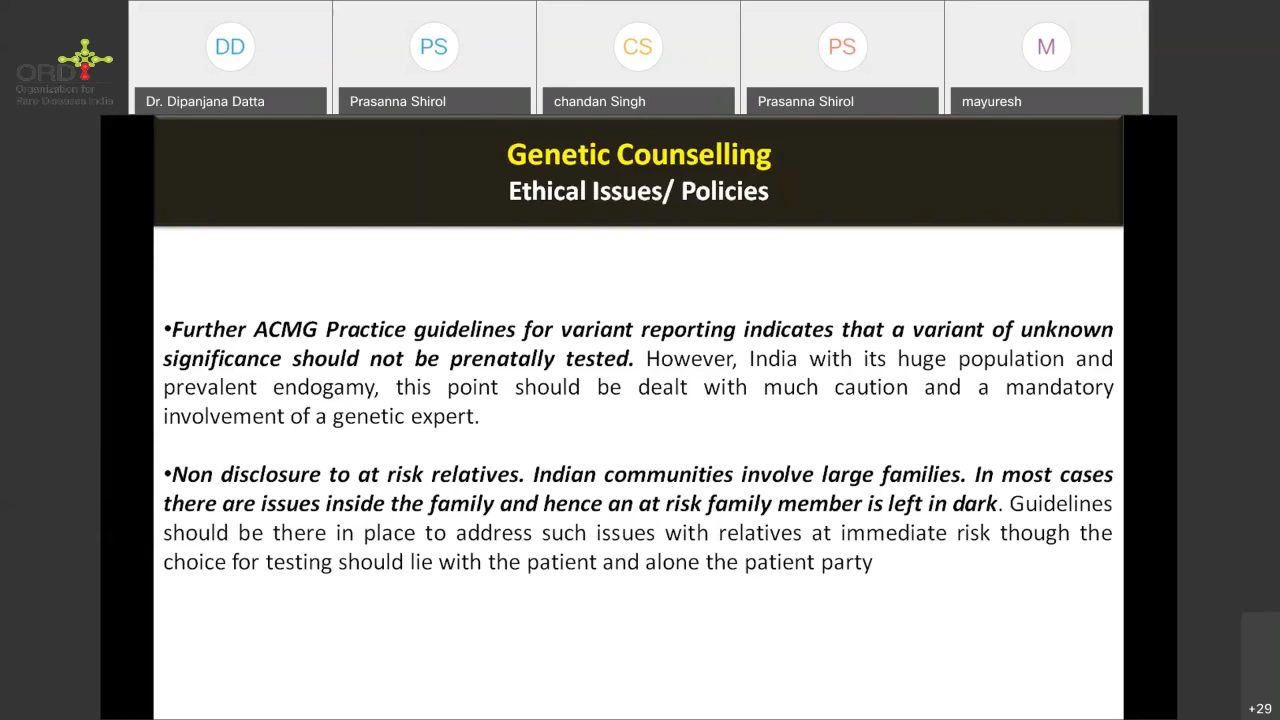 ORDI
Organization for
Rare Diseases India
DD
PS
CS
PS
M
Dr. Dipanjana Datta
Prasanna Shirol
chandan Singh
Prasanna Shirol
mayuresh
Genetic Counselling
Ethical Issues/ Policies
•Further ACMG Practice guidelines for variant reporting indicates that a variant of unknown
significance should not be prenatally tested. However, India with its huge population and
prevalent endogamy, this point should be dealt with much caution and a mandatory
involvement of a genetic expert.
•Non disclosure to at risk relatives. Indian communities involve large families. In most cases
there are issues inside the family and hence an at risk family member is left in dark. Guidelines
should be there in place to address such issues with relatives at immediate risk though the
choice for testing should lie with the patient and alone the patient party
+29